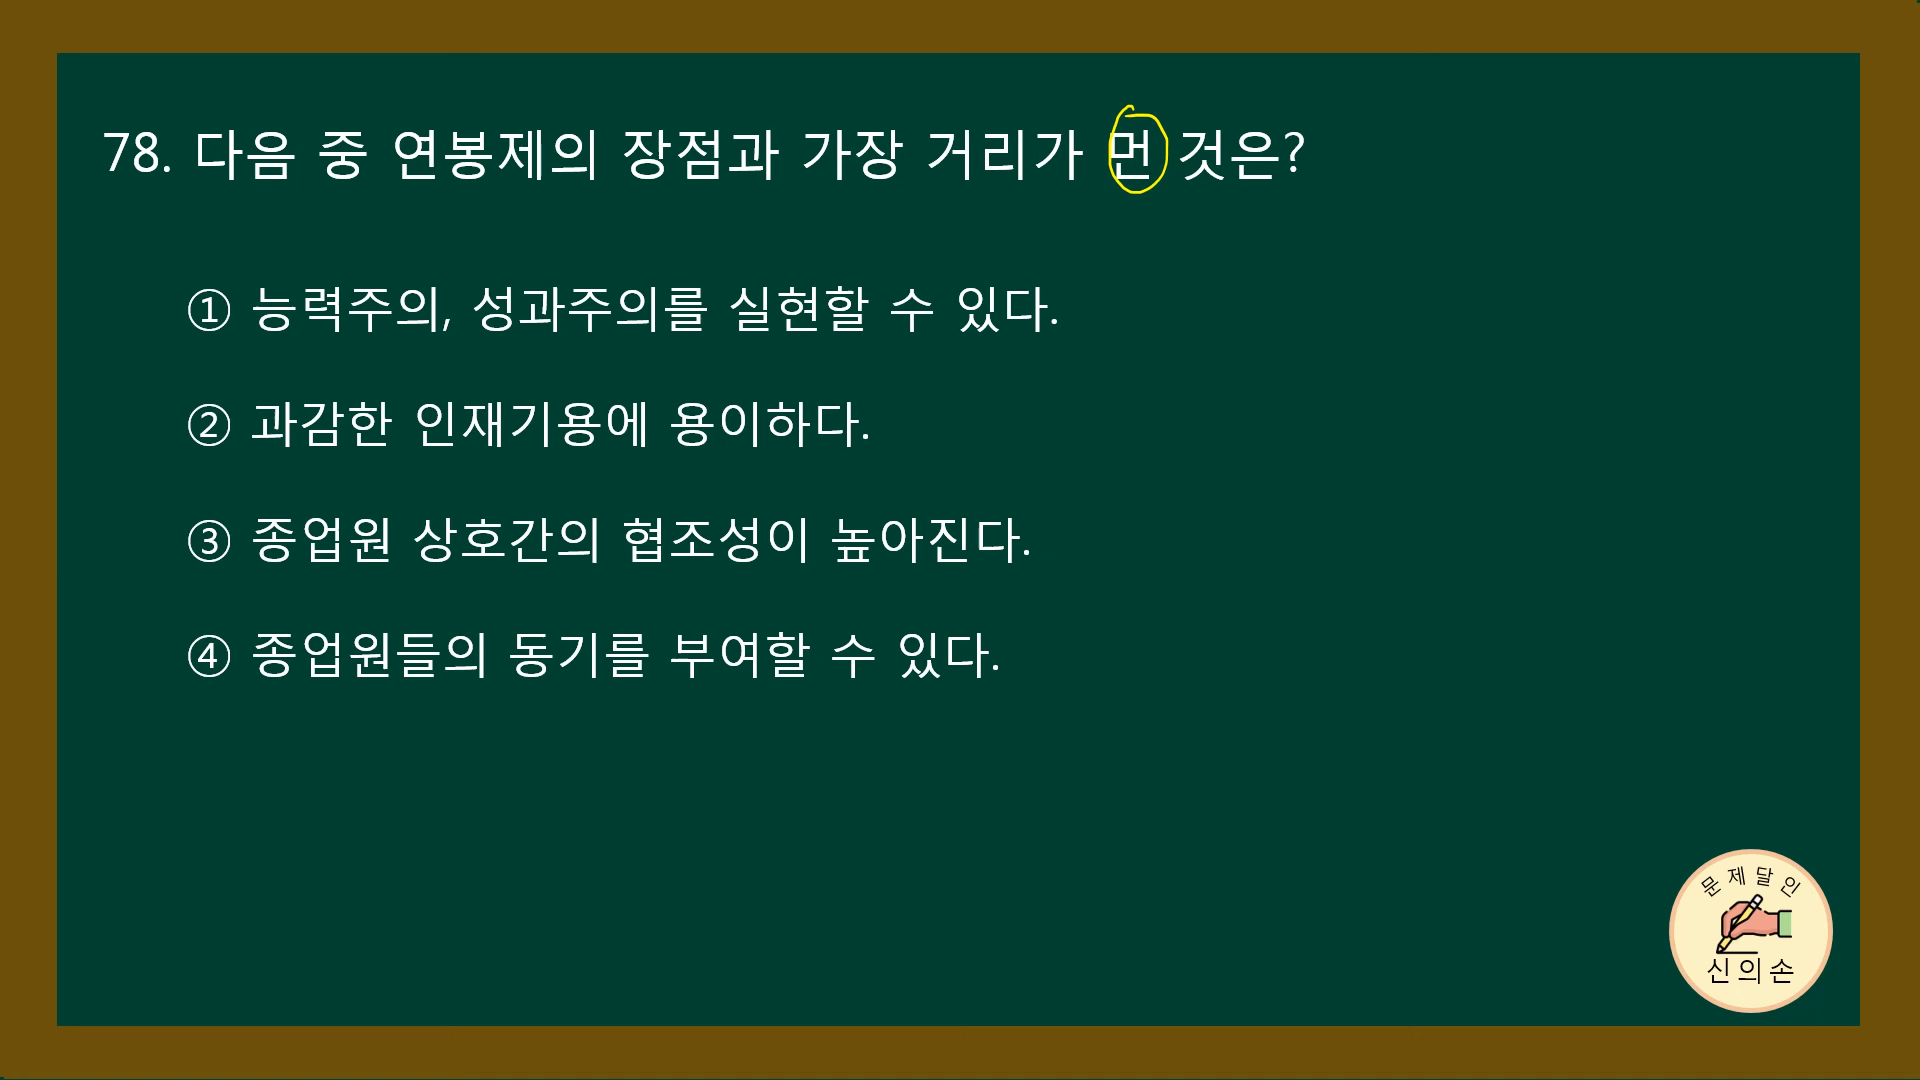 78. 다음 중 연봉제의 장점과 가장 거리가 먼 것은?
① 능력주의, 성과주의를 실현할 수 있다.
② 과감한 인재기용에 용이하다.
③ 종업원 상호간의 협조성이 높아진다.
④ 종업원들의 동기를 부여할 수 있다.
문제달인
신의손